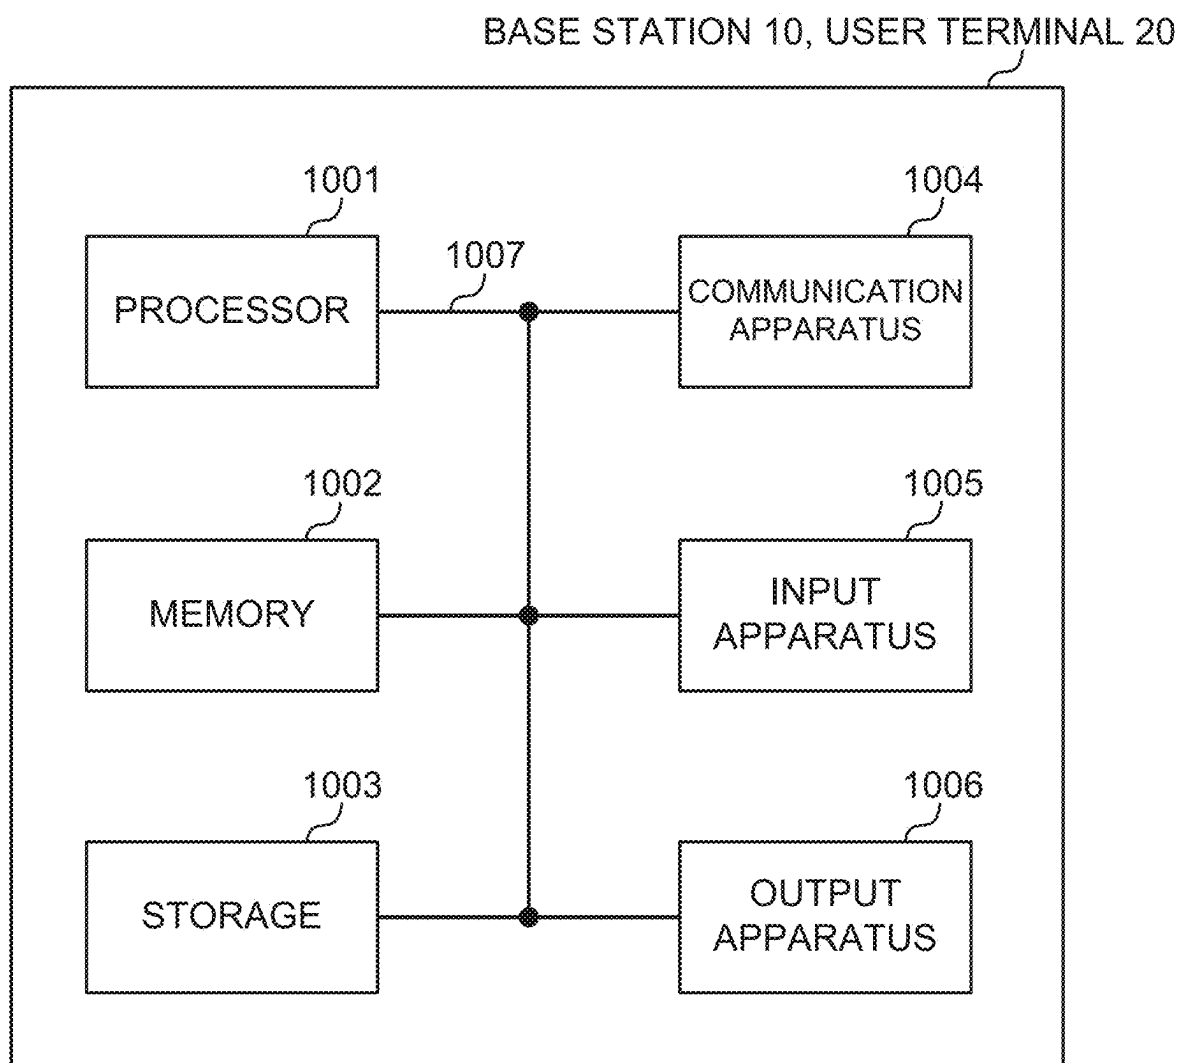 BASE STATION 10, USER TERMINAL 20
1001
1004
1007
PROCESSOR
COMMUNICATION
APPARATUS
1002
1005
MEMORY
INPUT
APPARATUS
1003
1006
STORAGE
OUTPUT
APPARATUS